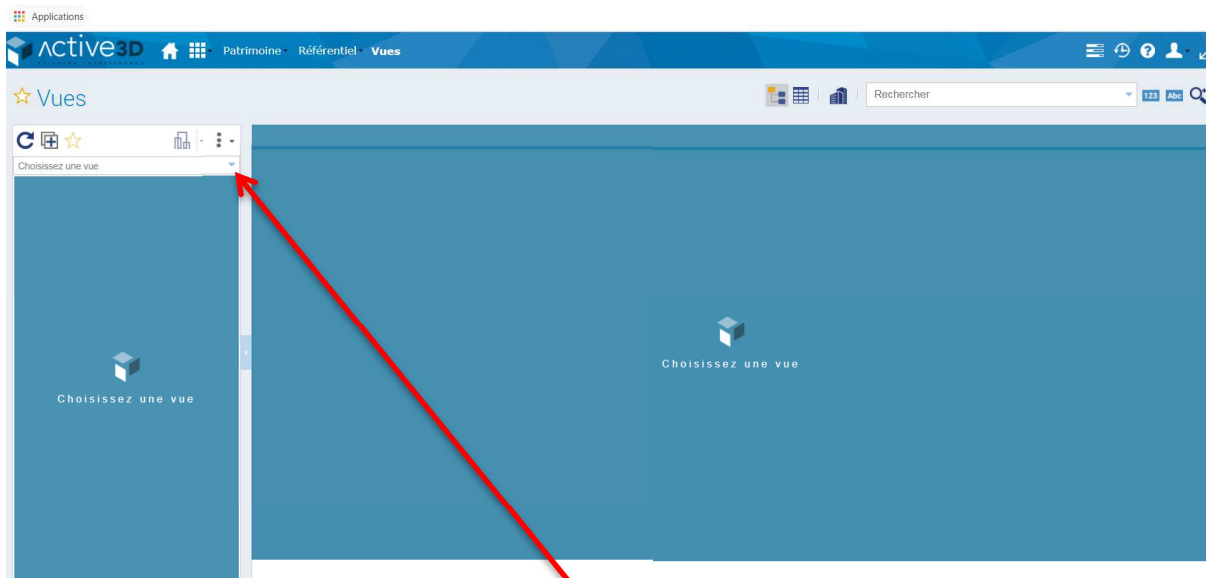 Applications
Active3D
Patrimoine Référentiel Vues
Vues
Rechercher
123 Abc
Choisissez une vue
Choisissez une vue
Choisissez une vue